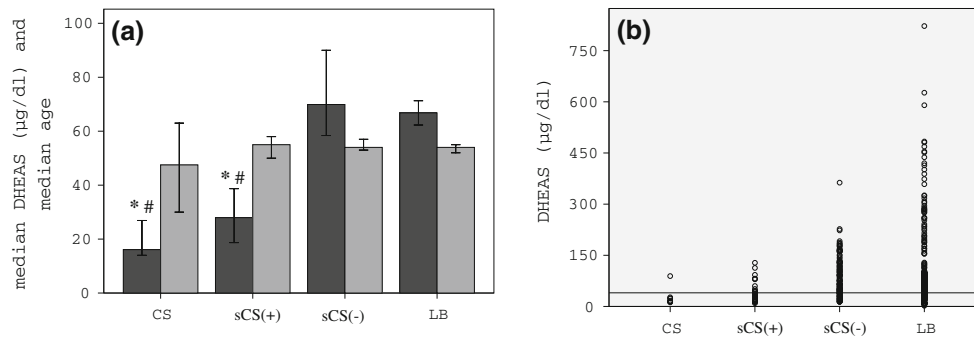 (a)
median DHEAS (µg/dl) and
median age
100
80
60
40
20
0
* #
* #
CS
sCS(+)
sCS(-)
LB
(b)
DHEAS (µg/dl)
750
600
450
300
150
0
CS
sCS(+)
sCS(-)
LB